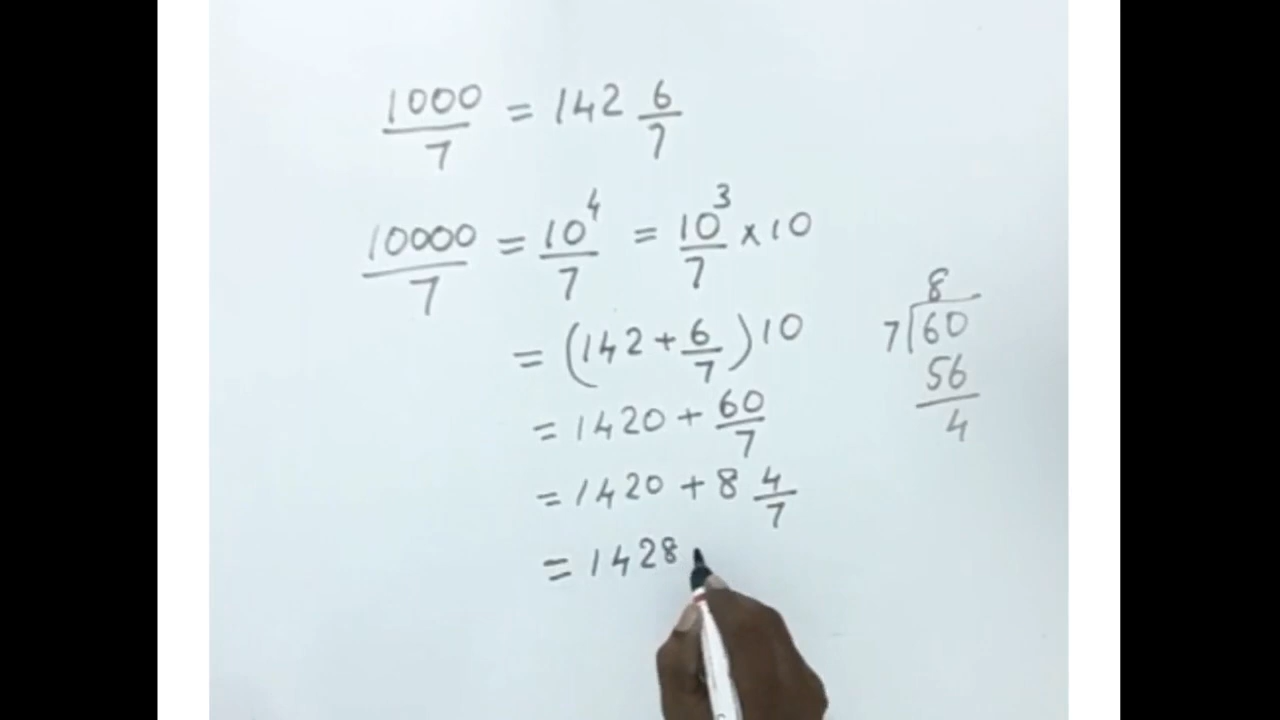 1000/7 = 142 6/7
10000/7 = 10^4/7 = 10^3/7 × 10
= (142 + 6/7) 10
= 1420 + 60/7
= 1420 + 8 4/7
= 1428
8
7)60
56
4